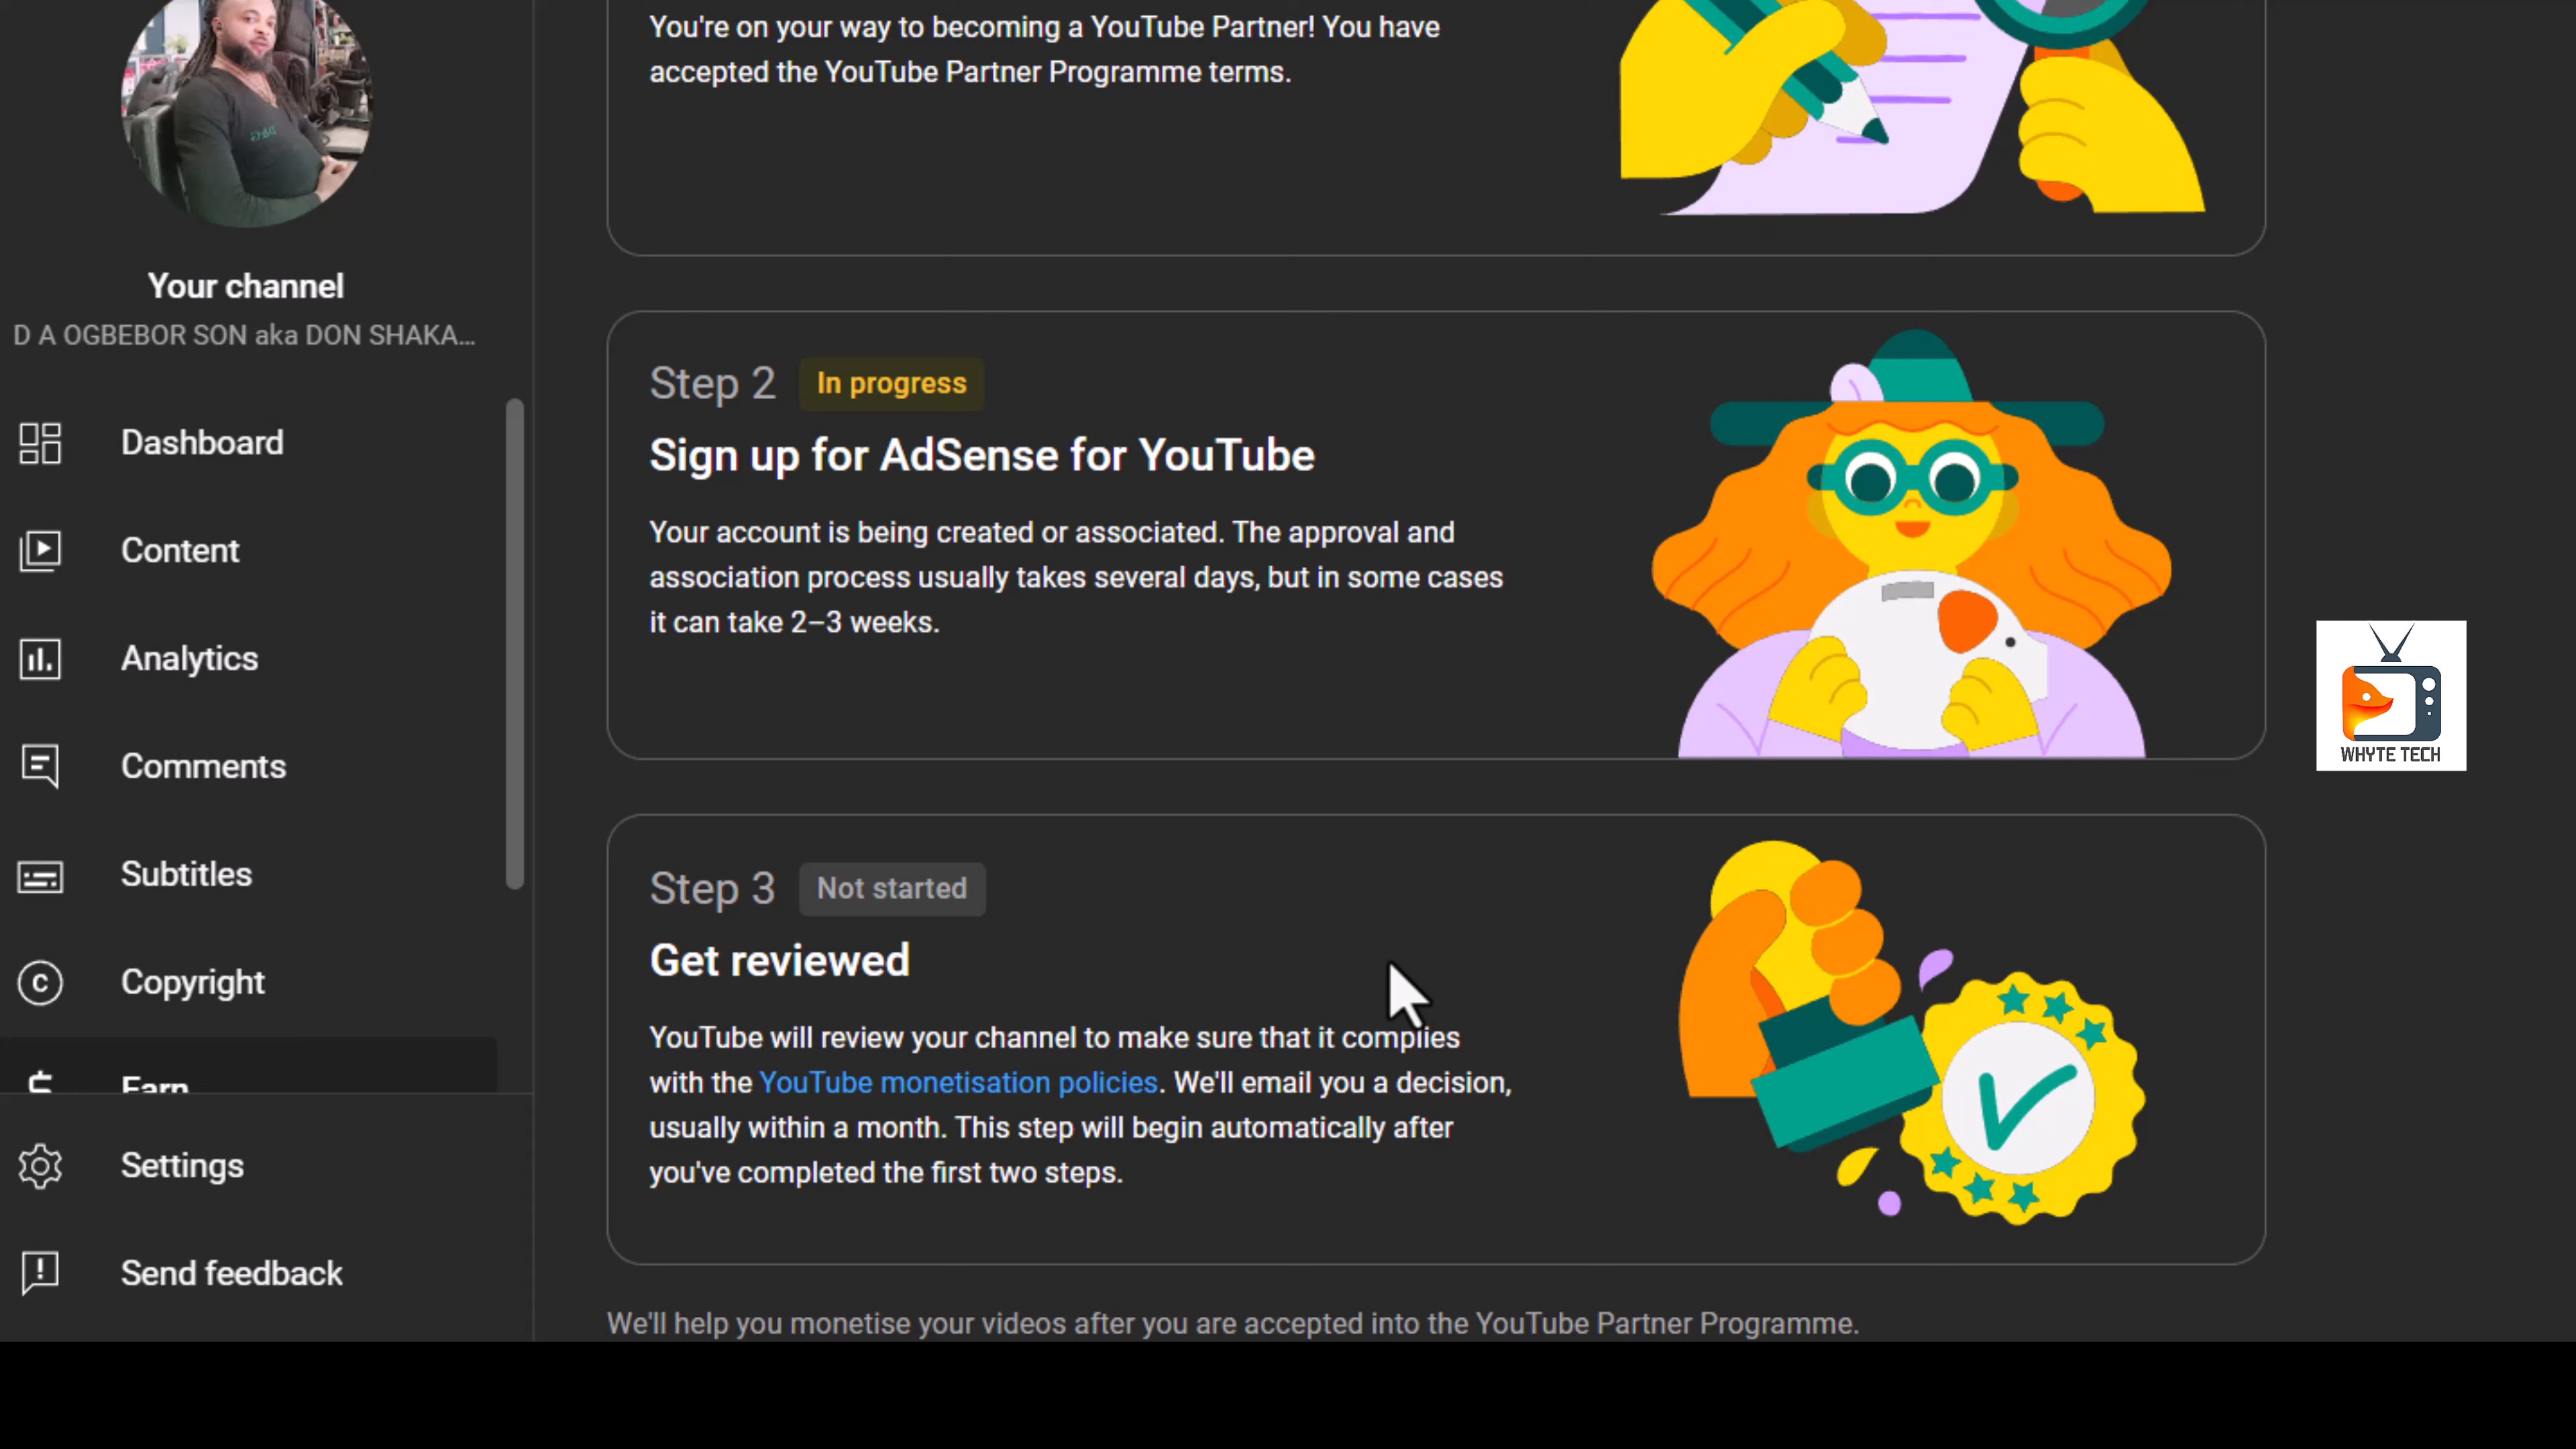 You're on your way to becoming a YouTube Partner! You have
accepted the YouTube Partner Programme terms.
Your channel
D A OGBEBOR SON aka DON SHAKA...
Dashboard
Content
Analytics
Comments
Subtitles
Copyright
Earn
Settings
Send feedback
Step 2 In progress
Sign up for AdSense for YouTube
Your account is being created or associated. The approval and
association process usually takes several days, but in some cases
it can take 2–3 weeks.
WHYTE TECH
Step 3 Not started
Get reviewed
YouTube will review your channel to make sure that it complies
with the YouTube monetisation policies. We'll email you a decision,
usually within a month. This step will begin automatically after
you've completed the first two steps.
We'll help you monetise your videos after you are accepted into the YouTube Partner Programme.